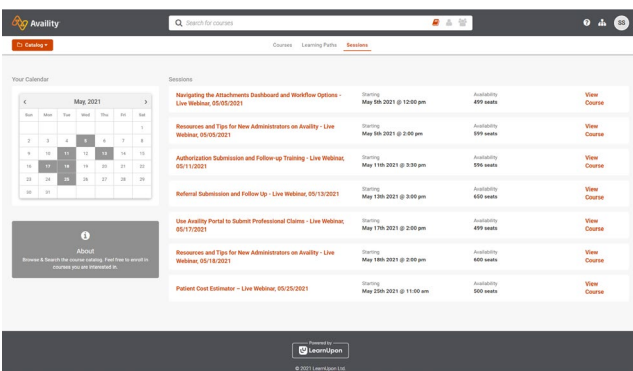 Availity
Search for courses
SS
Catalog
Courses Learning Paths Sessions
Your Calendar
Sessions
May, 2021
Sun Mon Tue Wed Thu Fri Sat
1
2 3 4 5 6 7 8
9 10 11 12 13 14 15
16 17 18 19 20 21 22
23 24 25 26 27 28 29
30 31
About
Browse & Search the course catalog. Feel free to enroll in
courses you are interested in.
Navigating the Attachments Dashboard and Workflow Options -
Live Webinar, 05/05/2021
Starting
May 5th 2021 @ 12:00 pm
Availability
499 seats
View
Course
Resources and Tips for New Administrators on Availity - Live
Webinar, 05/05/2021
Starting
May 5th 2021 @ 2:00 pm
Availability
599 seats
View
Course
Authorization Submission and Follow-up Training - Live Webinar,
05/11/2021
Starting
May 11th 2021 @ 3:30 pm
Availability
596 seats
View
Course
Referral Submission and Follow Up - Live Webinar, 05/13/2021
Starting
May 13th 2021 @ 3:00 pm
Availability
650 seats
View
Course
Use Availity Portal to Submit Professional Claims - Live Webinar,
05/17/2021
Starting
May 17th 2021 @ 2:00 pm
Availability
499 seats
View
Course
Resources and Tips for New Administrators on Availity - Live
Webinar, 05/18/2021
Starting
May 18th 2021 @ 2:00 pm
Availability
600 seats
View
Course
Patient Cost Estimator – Live Webinar, 05/25/2021
Starting
May 25th 2021 @ 11:00 am
Availability
500 seats
View
Course
Powered by
LearnUpon
© 2021 LearnUpon Ltd.